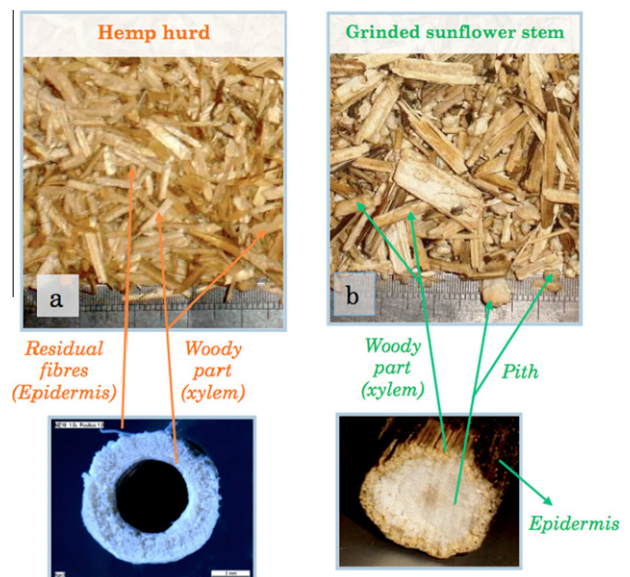 Hemp hurd
Grinded sunflower stem
a
b
Residual
fibres
(Epidermis)
Woody
part
(xylem)
Woody
part
(xylem)
Pith
Epidermis